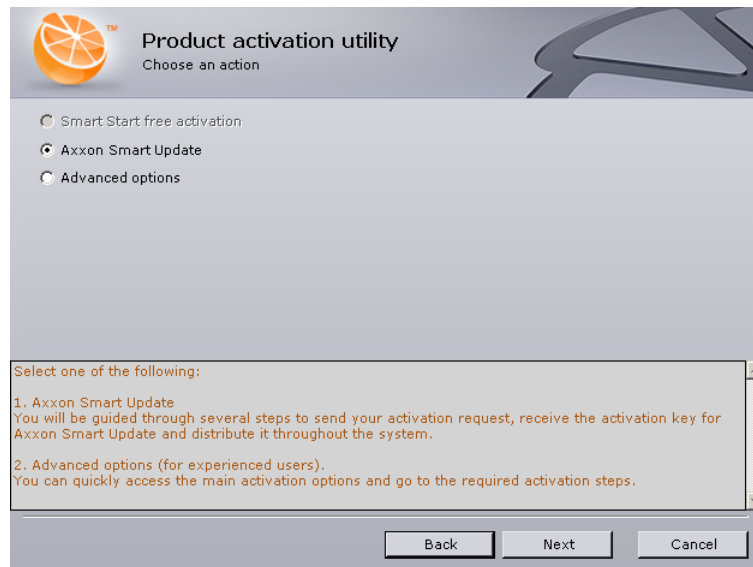 TM
Product activation utility
Choose an action
Smart Start free activation
Axxon Smart Update
Advanced options
Select one of the following:
1. Axxon Smart Update
You will be guided through several steps to send your activation request, receive the activation key for
Axxon Smart Update and distribute it throughout the system.
2. Advanced options (for experienced users).
You can quickly access the main activation options and go to the required activation steps.
Back
Next
Cancel